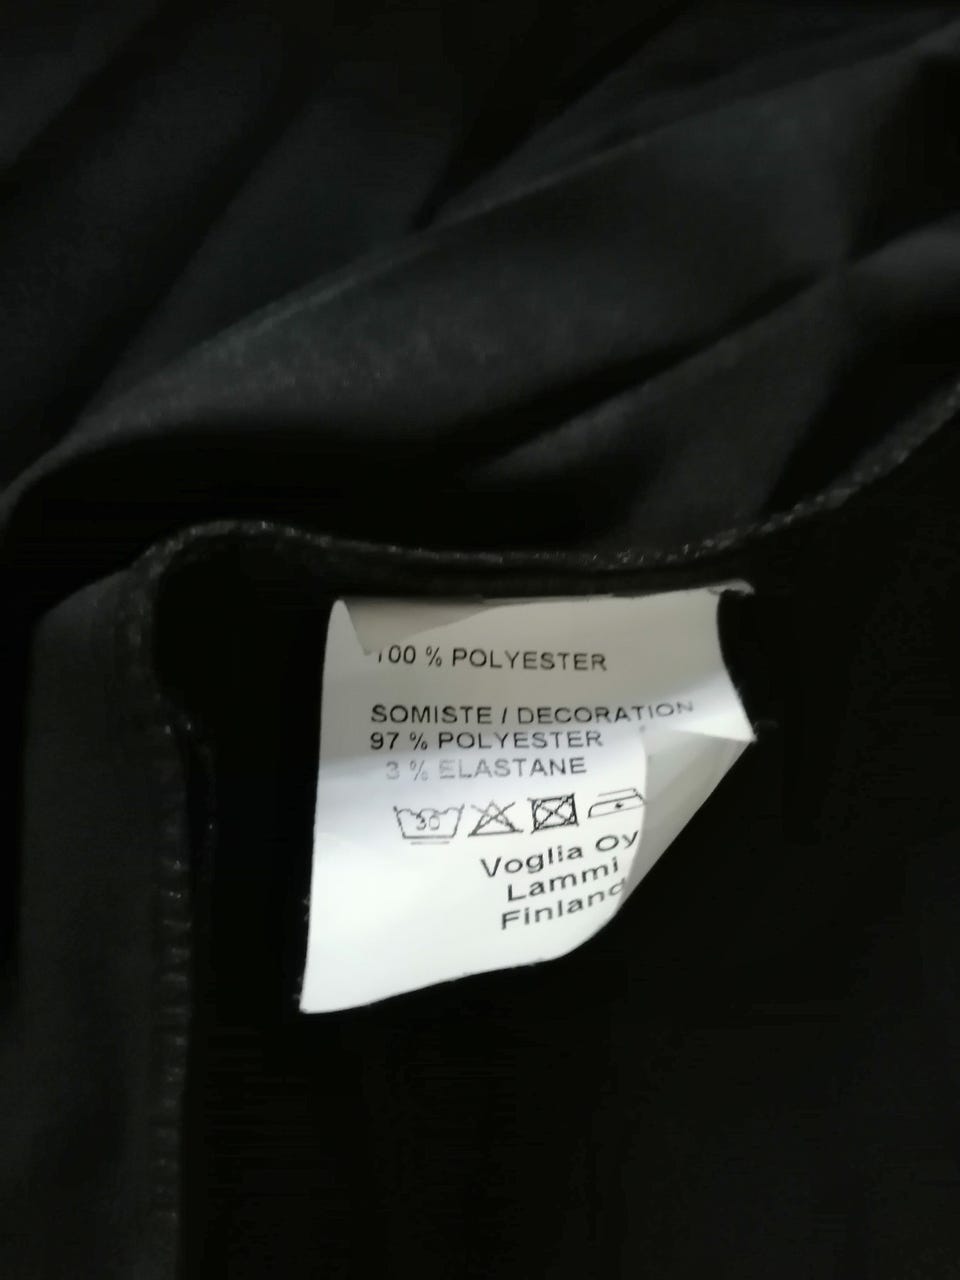 100 % POLYESTER
SOMISTE / DECORATION
97 % POLYESTER
3 % ELASTANE
30
Voglia Oy
Lammi
Finland